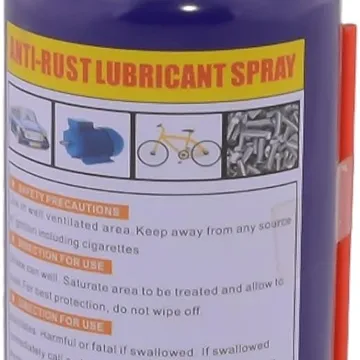 ANTI-RUST LUBRICANT SPRAY
SAFETY PRECAUTIONS
in well ventilated area. Keep away from any source
including cigarettes.
DIRECTION FOR USE
can well. Saturate area to be treated and allow to
For best protection, do not wipe off.
DIRECTION FOR USE
Harmful or fatal if swallowed. If swallowed
call